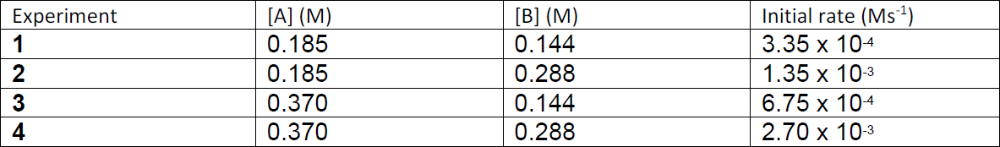 Experiment [A] (M) [B] (M) Initial rate (Ms-1)
1 0.185 0.144 3.35 x 10-4
2 0.185 0.288 1.35 x 10-3
3 0.370 0.144 6.75 x 10-4
4 0.370 0.288 2.70 x 10-3